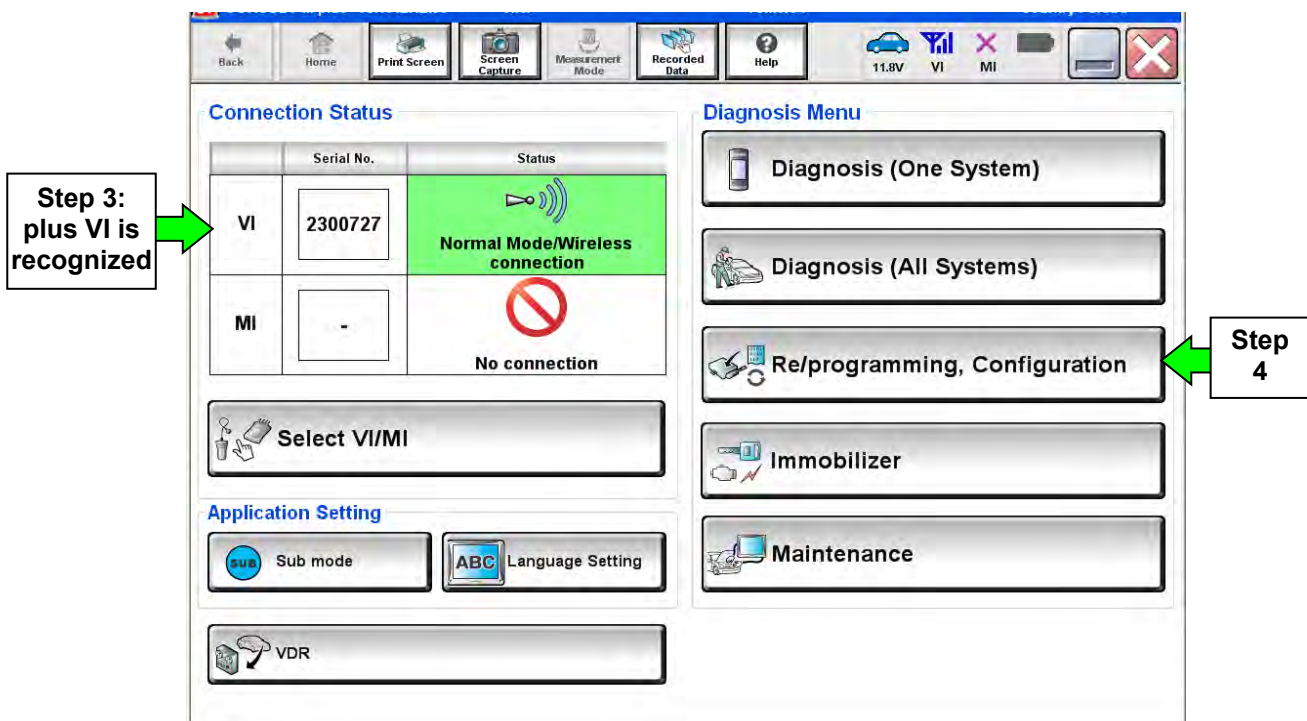 Back
Home
Print Screen
Screen
Capture
Measurement
Mode
Recorded
Data
Help
11.8V
VI
MI
Connection Status
Serial No.
Status
VI
2300727
Normal Mode/Wireless
connection
MI
-
No connection
Select VI/MI
Application Setting
SUB
Sub mode
ABC
Language Setting
VDR
Diagnosis Menu
Diagnosis (One System)
Diagnosis (All Systems)
Re/programming, Configuration
Immobilizer
Maintenance
Step 3:
plus VI is
recognized
Step
4